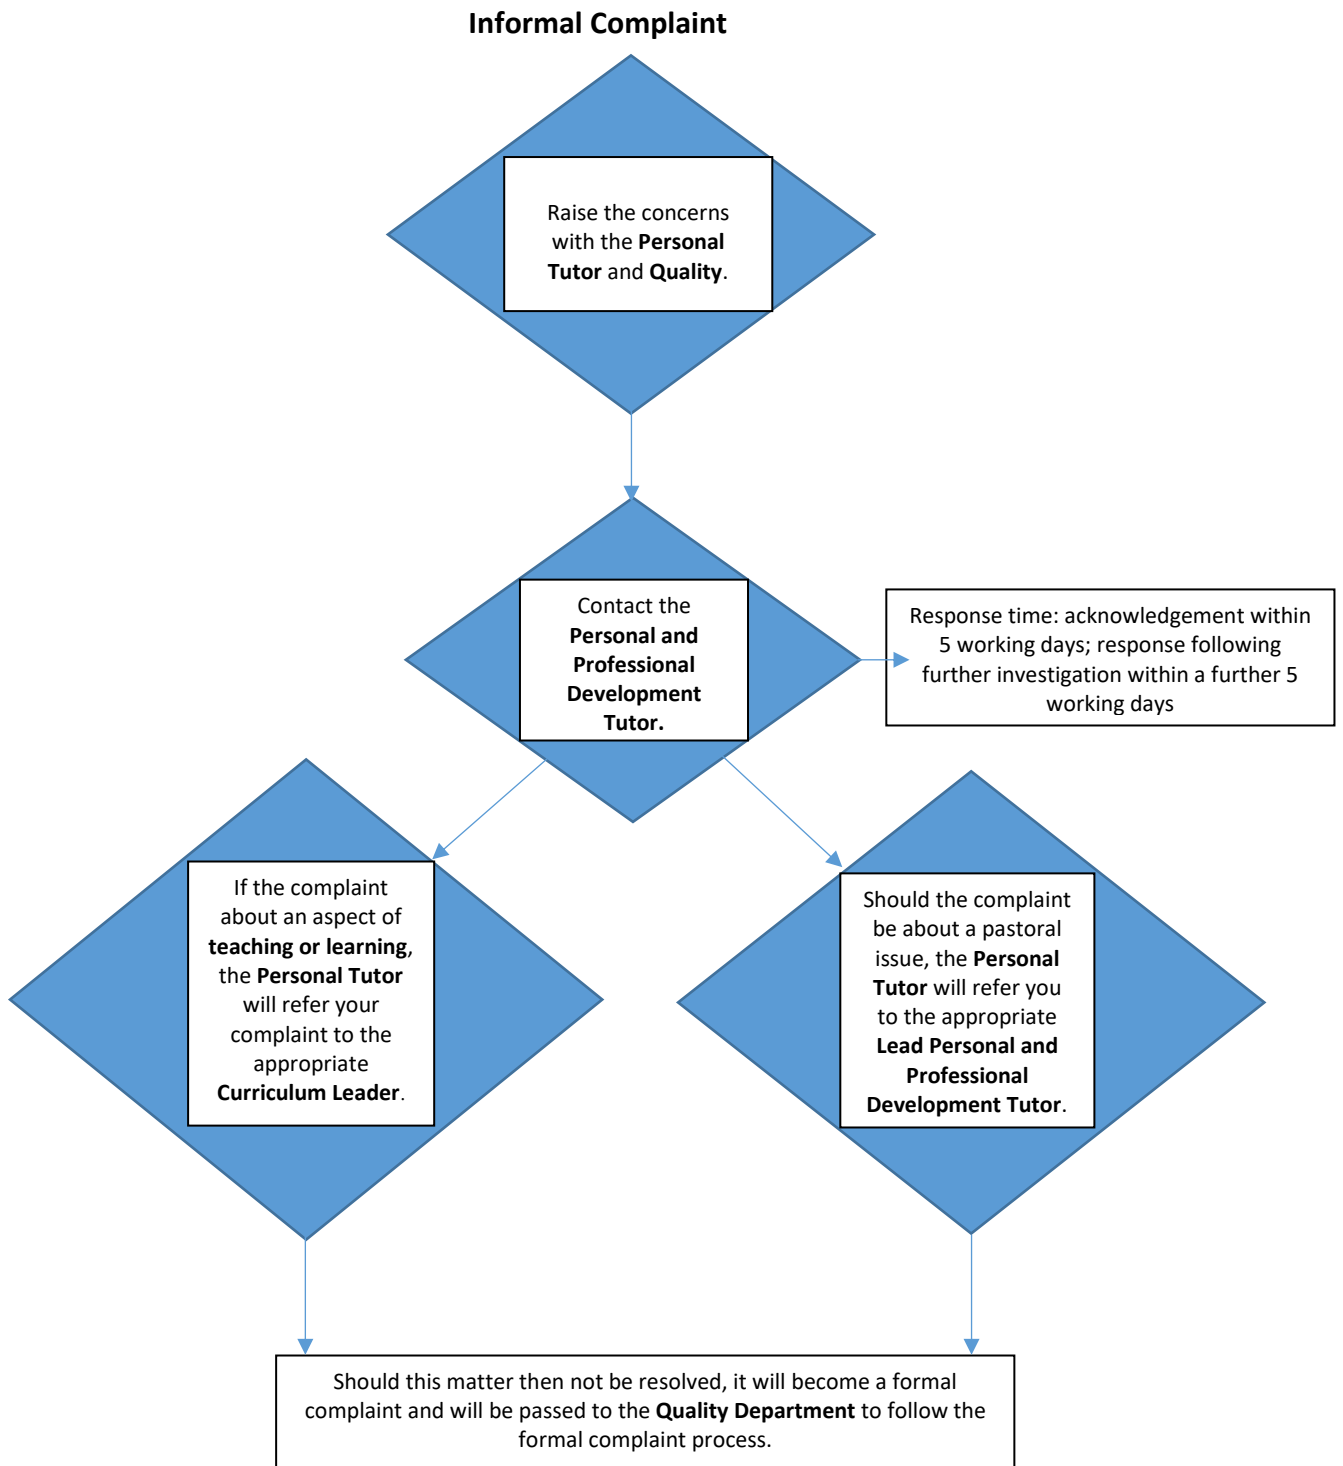 Informal Complaint
Raise the concerns
with the Personal
Tutor and Quality.
Contact the
Personal and
Professional
Development
Tutor.
Response time: acknowledgement within
5 working days; response following
further investigation within a further 5
working days
If the complaint
about an aspect of
teaching or learning,
the Personal Tutor
will refer your
complaint to the
appropriate
Curriculum Leader.
Should the complaint
be about a pastoral
issue, the Personal
Tutor will refer you
to the appropriate
Lead Personal and
Professional
Development Tutor.
Should this matter then not be resolved, it will become a formal
complaint and will be passed to the Quality Department to follow the
formal complaint process.